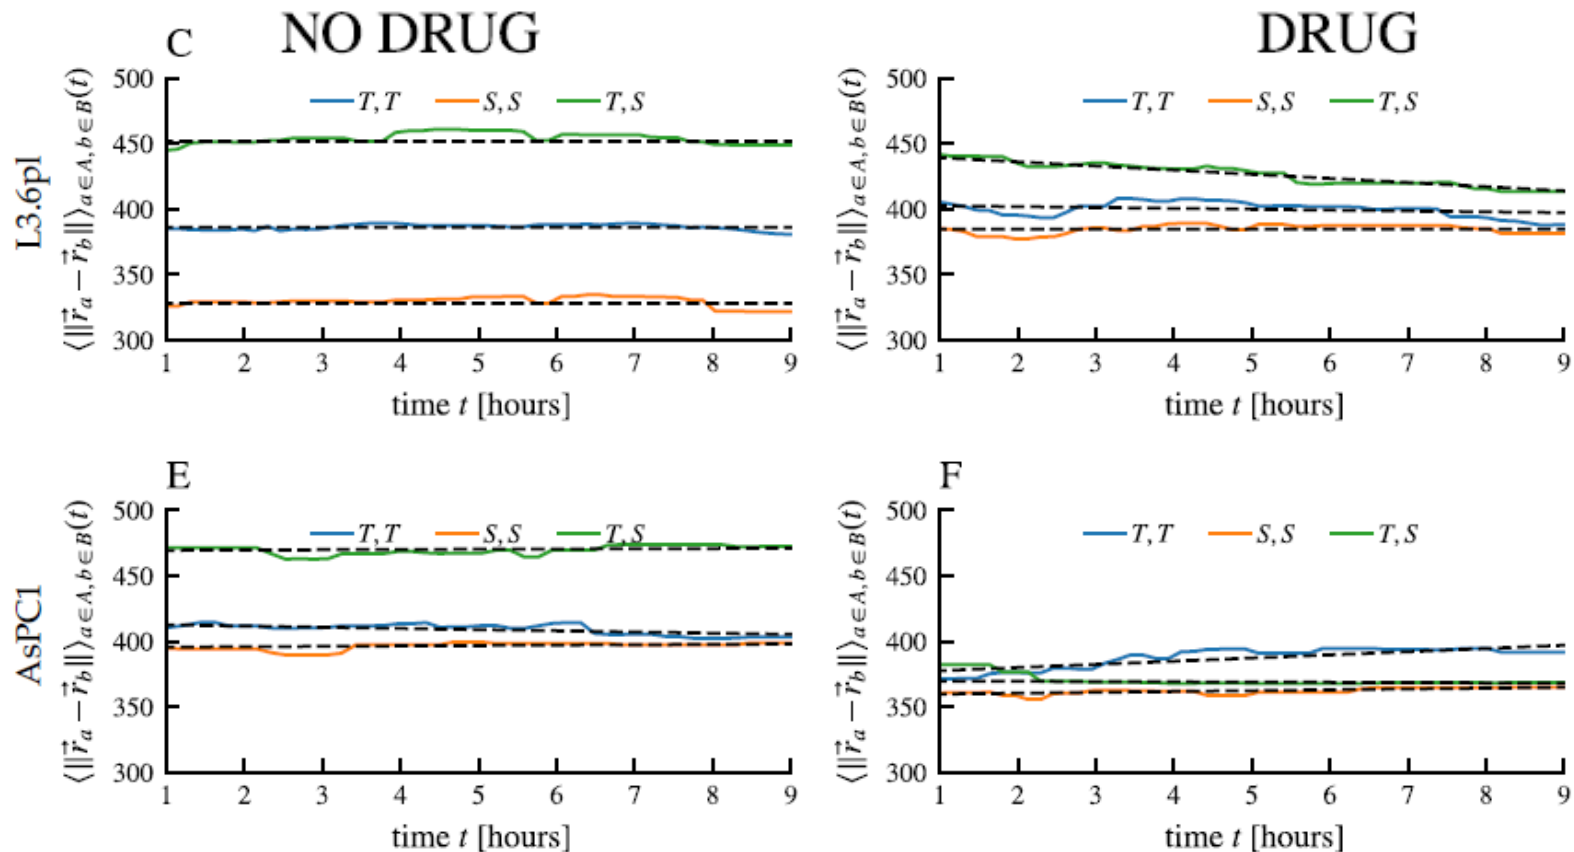 NO DRUG
DRUG
C
L3.6pl
⟨||r⃗a − r⃗b||⟩a∈A,b∈B(t)
500
450
400
350
300
T,T S,S T,S
1 2 3 4 5 6 7 8 9
time t [hours]
⟨||r⃗a − r⃗b||⟩a∈A,b∈B(t)
500
450
400
350
300
T,T S,S T,S
1 2 3 4 5 6 7 8 9
time t [hours]
AsPC1
E
⟨||r⃗a − r⃗b||⟩a∈A,b∈B(t)
500
450
400
350
300
T,T S,S T,S
1 2 3 4 5 6 7 8 9
time t [hours]
F
⟨||r⃗a − r⃗b||⟩a∈A,b∈B(t)
500
450
400
350
300
T,T S,S T,S
1 2 3 4 5 6 7 8 9
time t [hours]